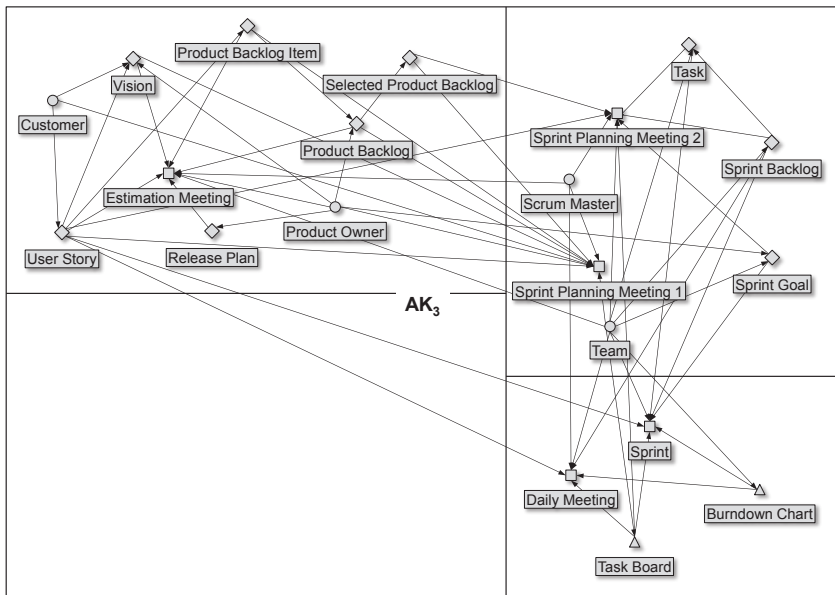 Product Backlog Item
Vision
Selected Product Backlog
Task
Customer
Sprint Planning Meeting 2
Product Backlog
Sprint Backlog
Estimation Meeting
Scrum Master
Product Owner
User Story
Release Plan
Sprint Planning Meeting 1
Sprint Goal
AK₃
Team
Sprint
Daily Meeting
Burndown Chart
Task Board